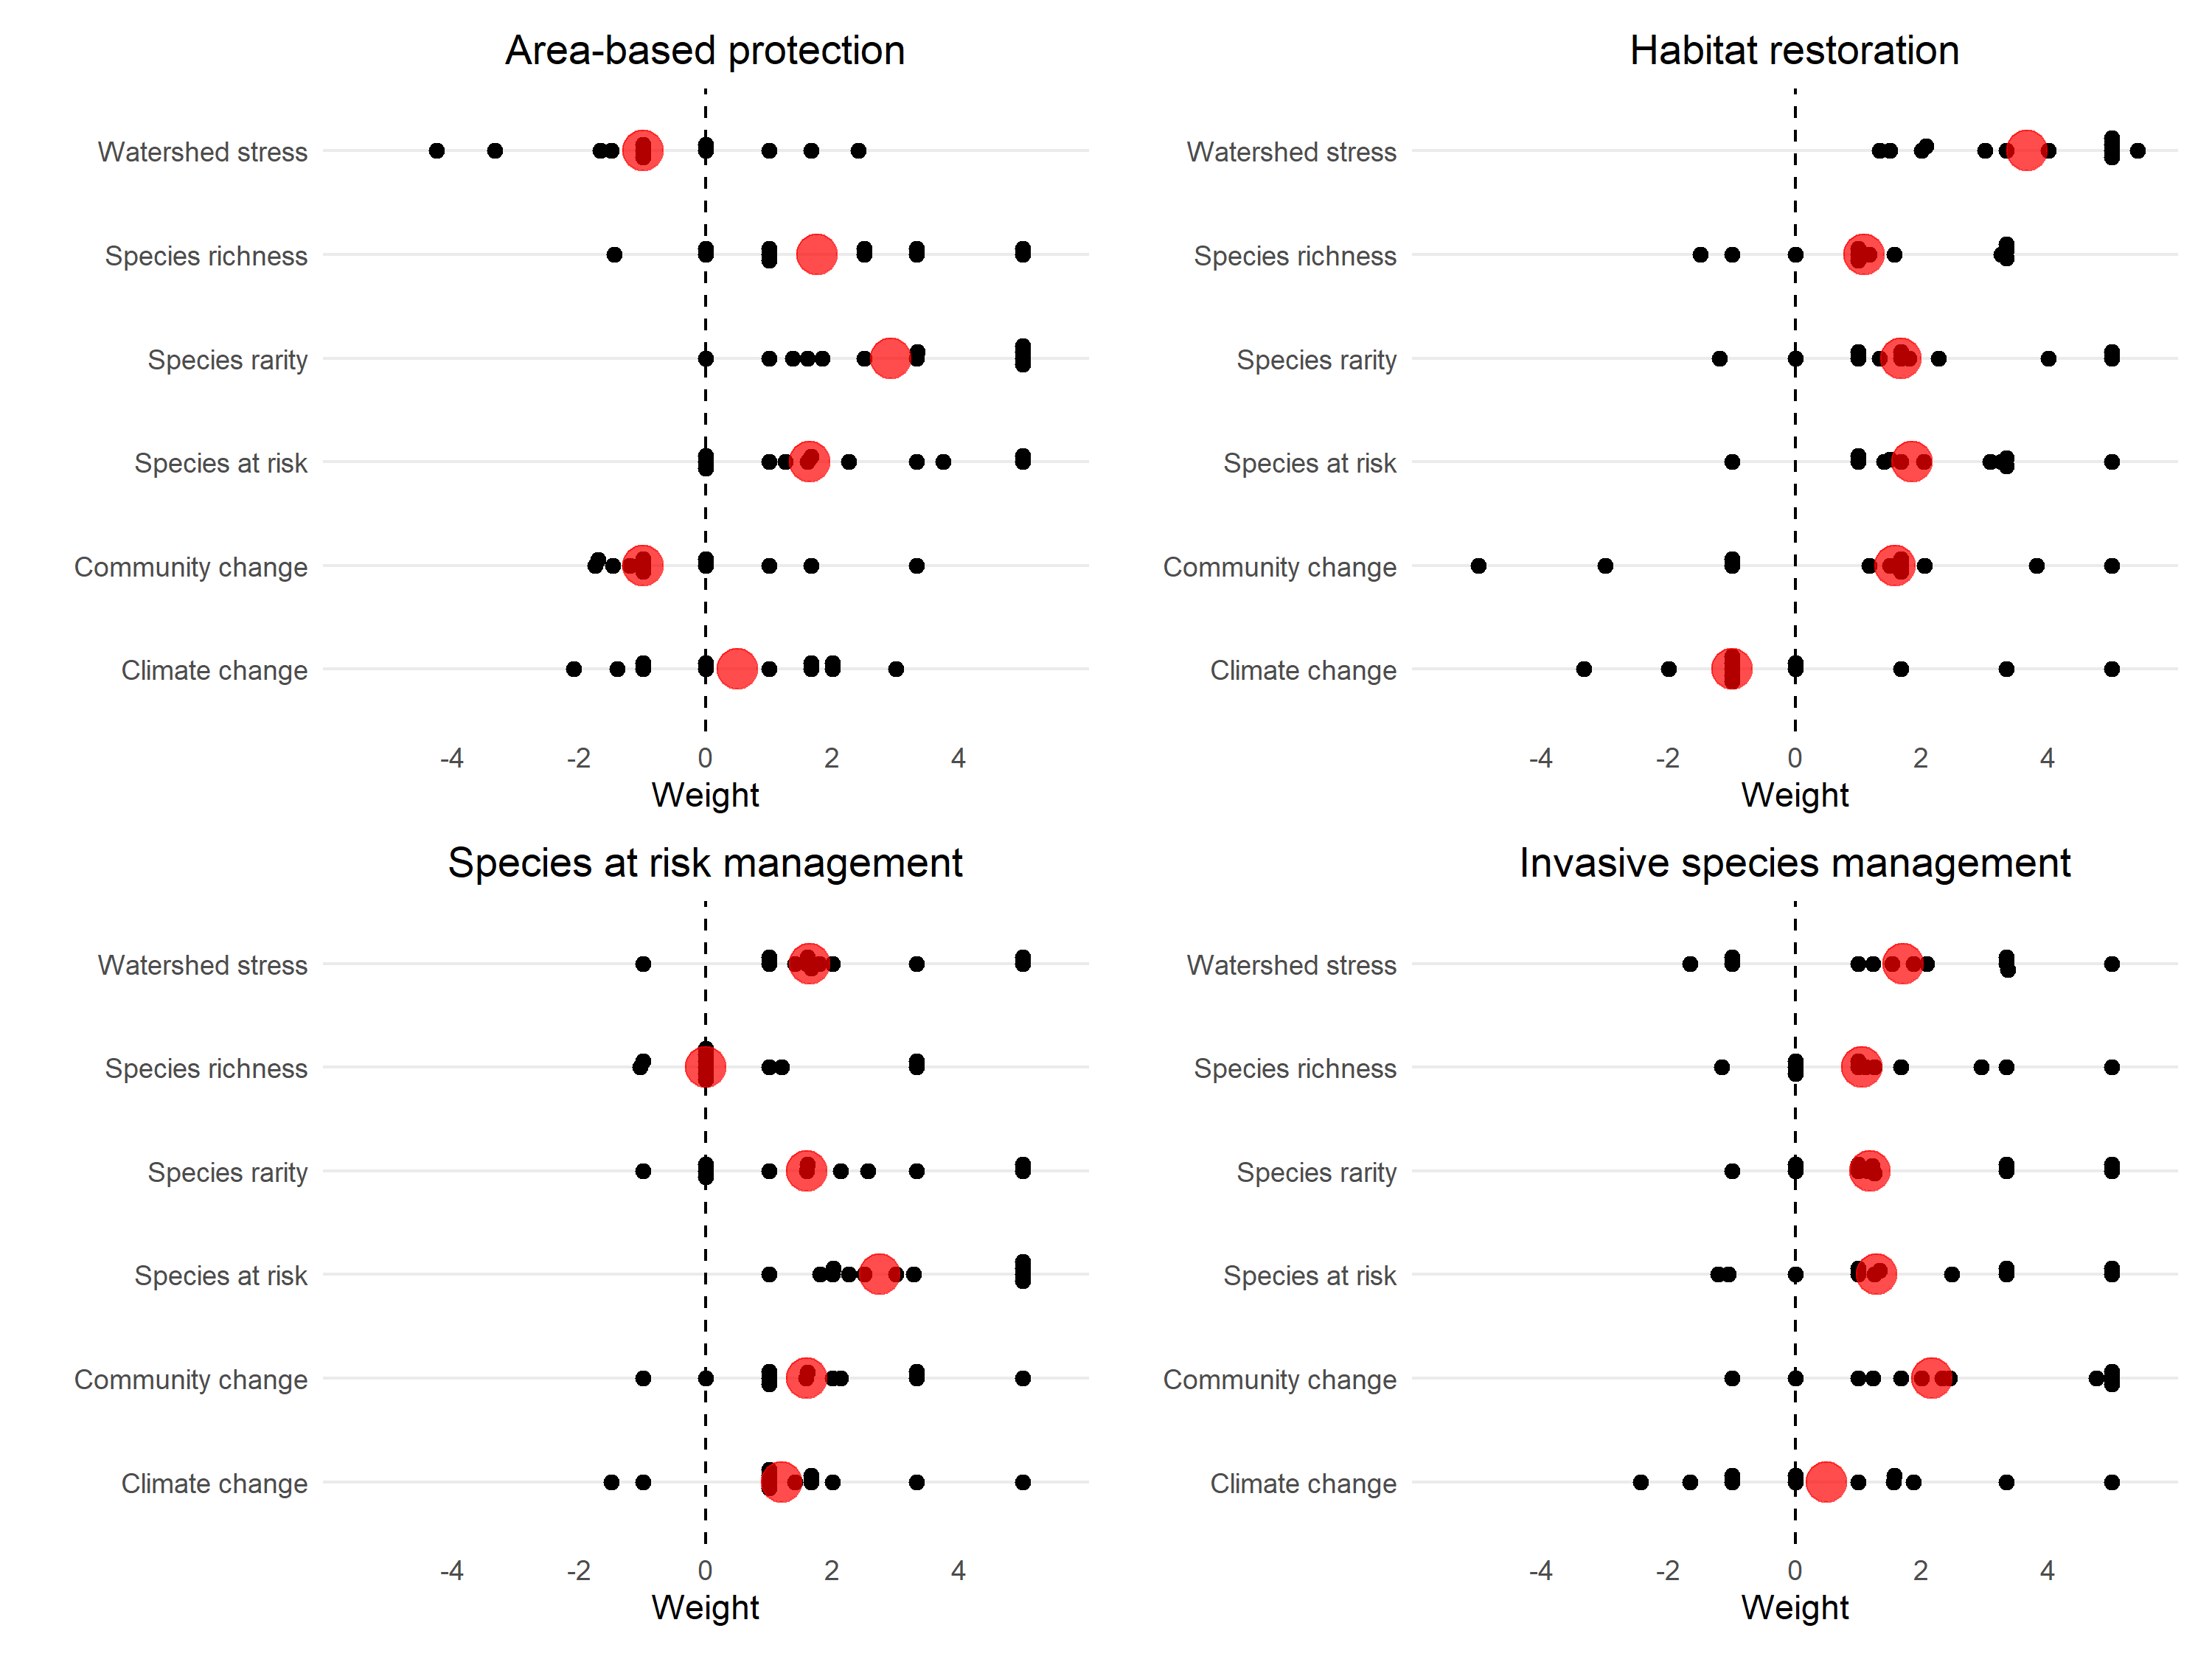 Area-based protection
Watershed stress
Species richness
Species rarity
Species at risk
Community change
Climate change
-4 -2 0 2 4
Weight
Habitat restoration
Watershed stress
Species richness
Species rarity
Species at risk
Community change
Climate change
-4 -2 0 2 4
Weight
Species at risk management
Watershed stress
Species richness
Species rarity
Species at risk
Community change
Climate change
-4 -2 0 2 4
Weight
Invasive species management
Watershed stress
Species richness
Species rarity
Species at risk
Community change
Climate change
-4 -2 0 2 4
Weight